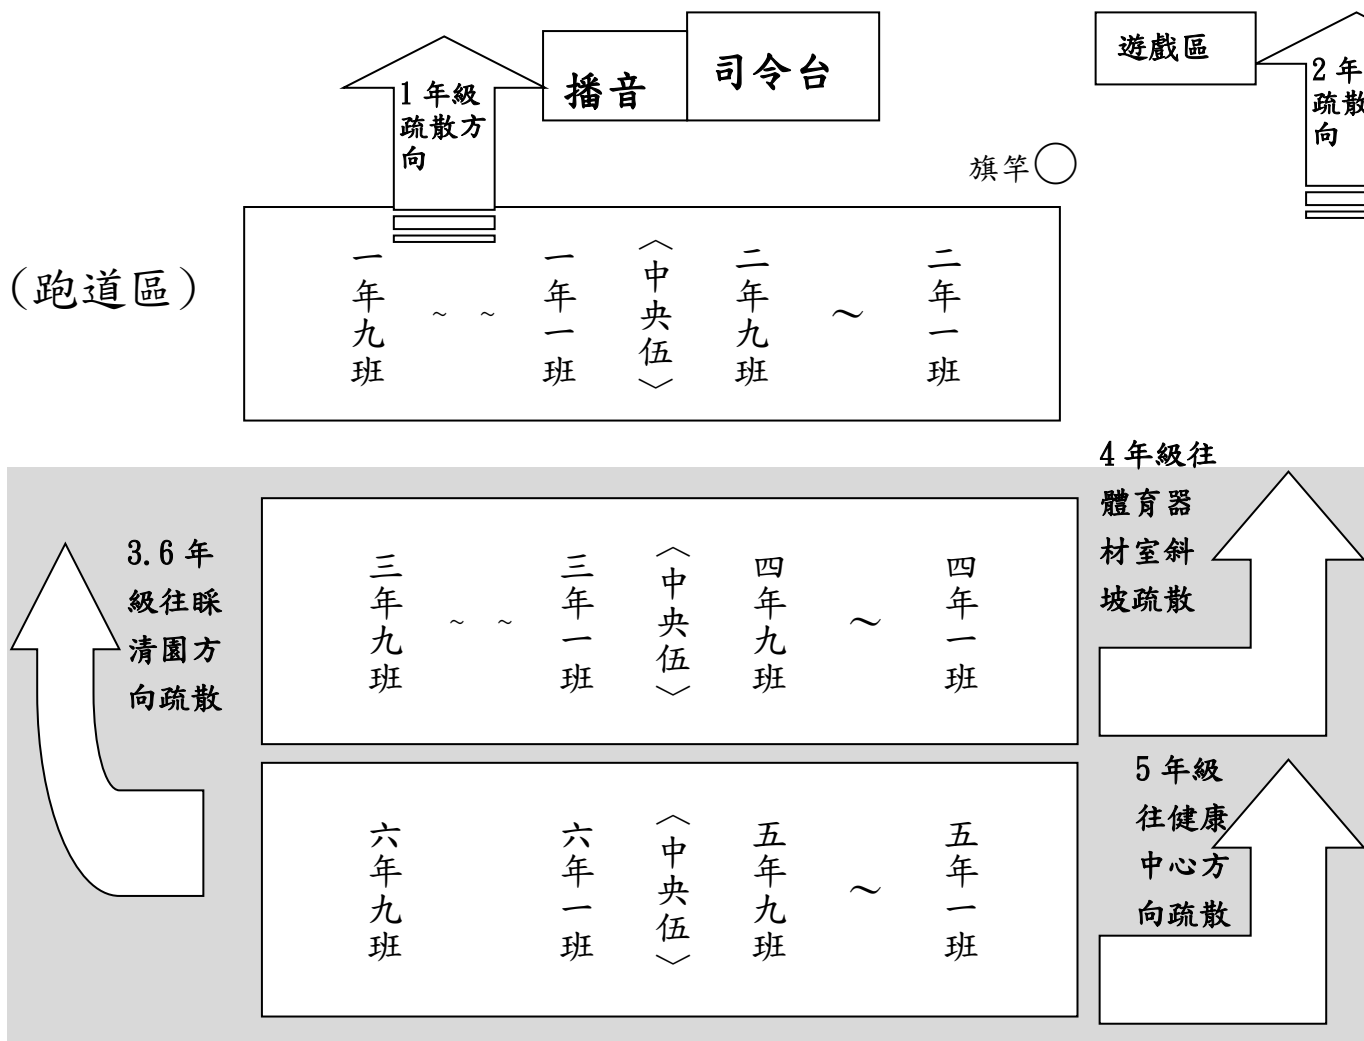 1 年級
疏散方
向
播音
司令台
遊戲區
2 年
疏散
向
旗竿
(跑道區)
一年九班
~ ~
一年一班
〈中央伍〉
二年九班
～
二年一班
3.6 年
級往睬
清園方
向疏散
三年九班
~ ~
三年一班
〈中央伍〉
四年九班
～
四年一班
4 年級往
體育器
材室斜
坡疏散
六年九班
六年一班
〈中央伍〉
五年九班
～
五年一班
5 年級
往健康
中心方
向疏散